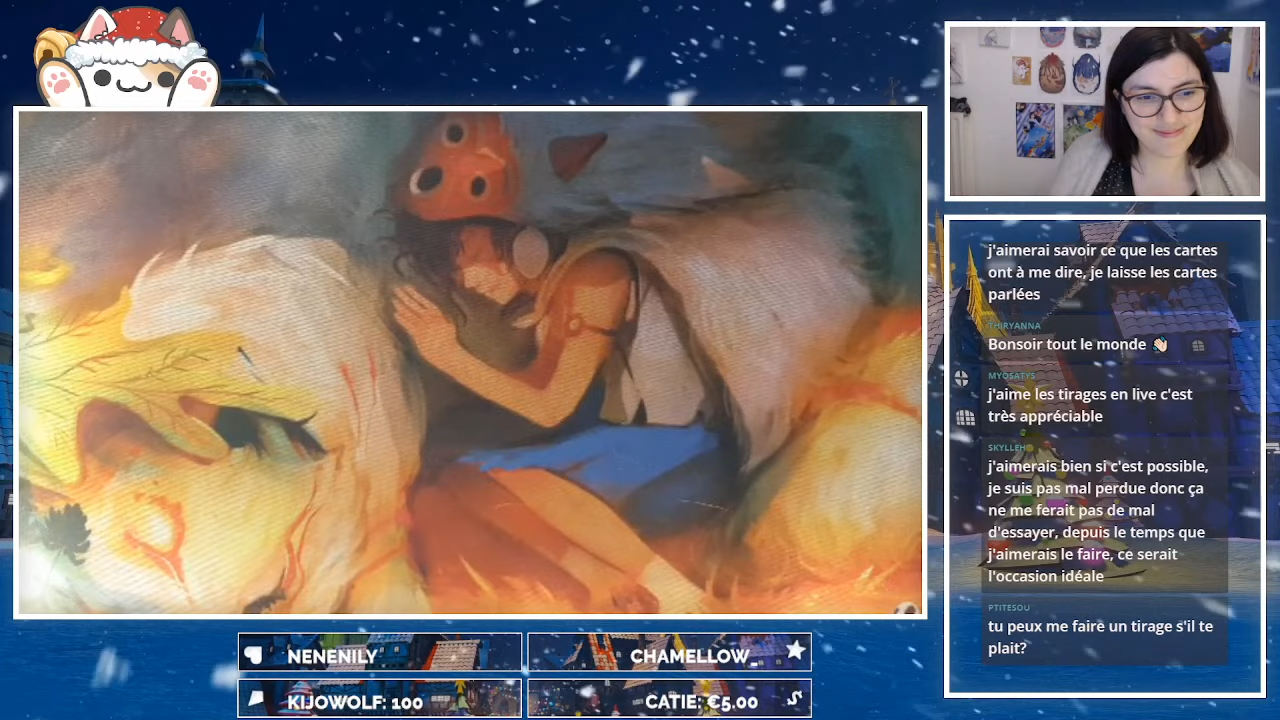 j'aimerai savoir ce que les cartes
ont à me dire, je laisse les cartes
parlées
THIRYANNA
Bonsoir tout le monde
MYOSATYS
j'aime les tirages en live c'est
très appréciable
SKYLLEHO
j'aimerais bien si c'est possible,
je suis pas mal perdue donc ça
ne me ferait pas de mal
d'essayer, depuis le temps que
j'aimerais le faire, ce serait
l'occasion idéale
PTITESOU
tu peux me faire un tirage s'il te
plait?
NENENILY
CHAMELLOW_
KIJOWOLF: 100
CATIE: €5.00